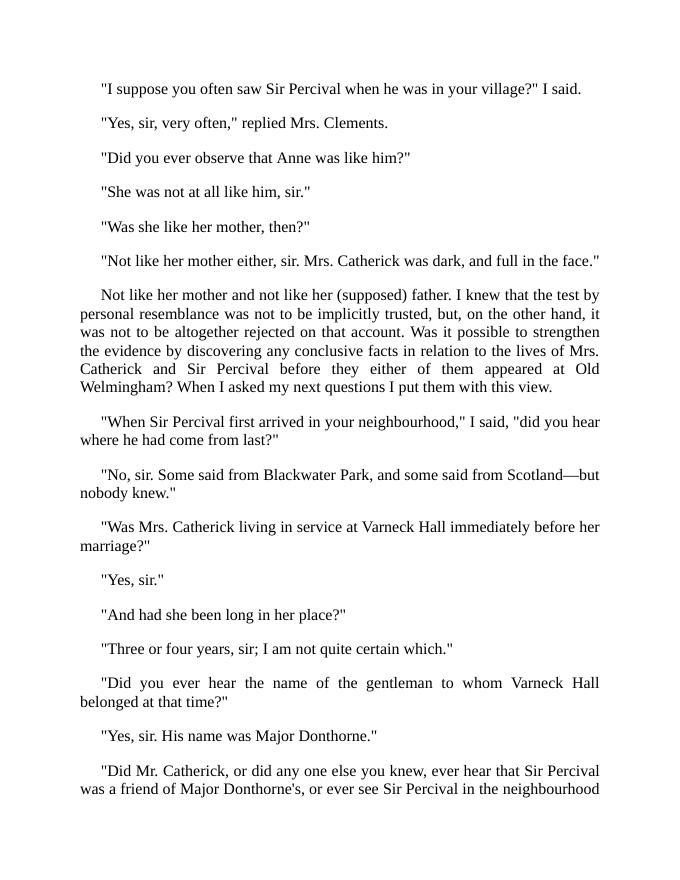 "I suppose you often saw Sir Percival when he was in your village?" I said.
"Yes, sir, very often," replied Mrs. Clements.
"Did you ever observe that Anne was like him?"
"She was not at all like him, sir."
"Was she like her mother, then?"
"Not like her mother either, sir. Mrs. Catherick was dark, and full in the face."
Not like her mother and not like her (supposed) father. I knew that the test by
personal resemblance was not to be implicitly trusted, but, on the other hand, it
was not to be altogether rejected on that account. Was it possible to strengthen
the evidence by discovering any conclusive facts in relation to the lives of Mrs.
Catherick and Sir Percival before they either of them appeared at Old
Welmingham? When I asked my next questions I put them with this view.
"When Sir Percival first arrived in your neighbourhood," I said, "did you hear
where he had come from last?"
"No, sir. Some said from Blackwater Park, and some said from Scotland—but
nobody knew."
"Was Mrs. Catherick living in service at Varneck Hall immediately before her
marriage?"
"Yes, sir."
"And had she been long in her place?"
"Three or four years, sir; I am not quite certain which."
"Did you ever hear the name of the gentleman to whom Varneck Hall
belonged at that time?"
"Yes, sir. His name was Major Donthorne."
"Did Mr. Catherick, or did any one else you knew, ever hear that Sir Percival
was a friend of Major Donthorne's, or ever see Sir Percival in the neighbourhood